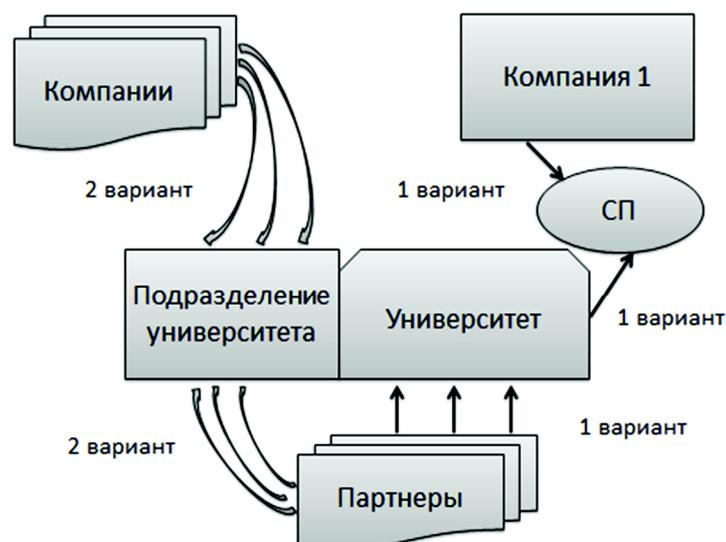 Компании
Компания 1
2 вариант
1 вариант
СП
Подразделение
университета
Университет
1 вариант
2 вариант
1 вариант
Партнеры